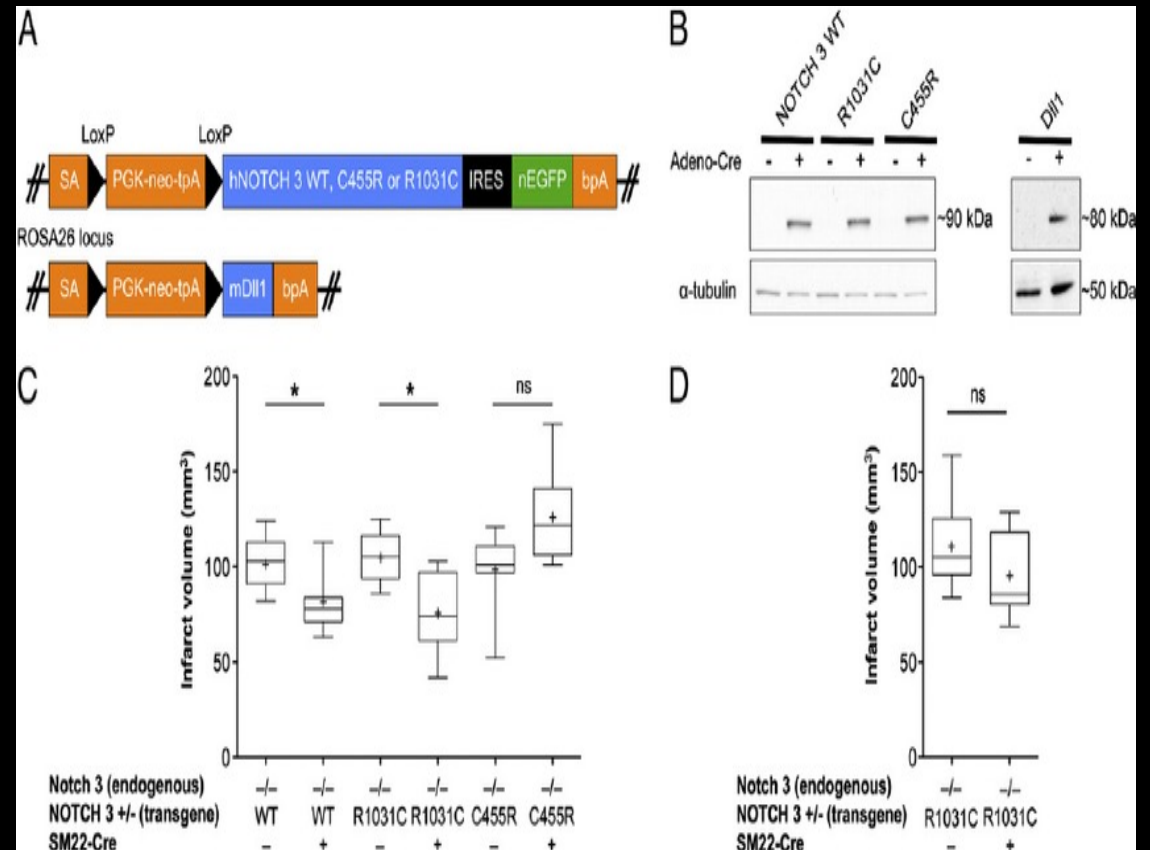 A
LoxP LoxP
SA PGK-neo-tpA hNOTCH 3 WT, C455R or R1031C IRES nEGFP bpA
ROSA26 locus
SA PGK-neo-tpA mDll1 bpA
B
NOTCH 3 WT R1031C C455R Dll1
Adeno-Cre - + - + - + - +
~90 kDa ~80 kDa
α-tubulin ~50 kDa
C
200
150
100
50
0
Infarct volume (mm³)
* * ns
Notch 3 (endogenous) –/– –/– –/– –/– –/– –/–
NOTCH 3 +/- (transgene) WT WT R1031C R1031C C455R C455R
SM22-Cre – + – + – +
D
200
150
100
50
0
Infarct volume (mm³)
ns
Notch 3 (endogenous) –/– –/–
NOTCH 3 +/- (transgene) R1031C R1031C
SM22-Cre – +